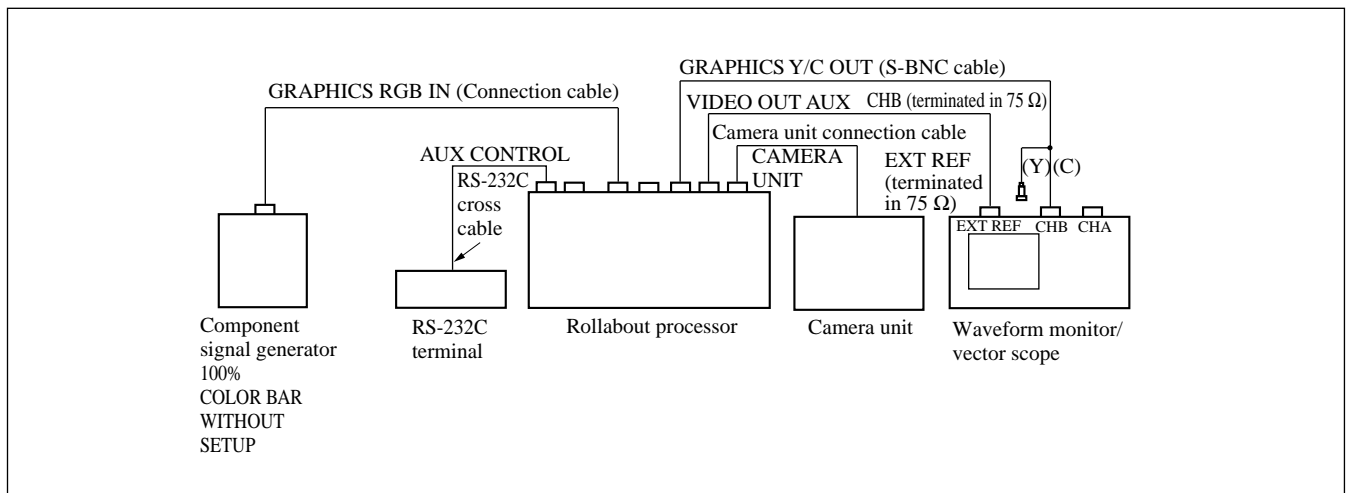 GRAPHICS Y/C OUT (S-BNC cable)
GRAPHICS RGB IN (Connection cable)
VIDEO OUT AUX
CHB (terminated in 75 Ω)
Camera unit connection cable
AUX CONTROL
RS-232C
cross
cable
CAMERA
UNIT
EXT REF
(terminated
in 75 Ω)
(Y)
(C)
EXT REF
CHB
CHA
Component
signal generator
100%
COLOR BAR
WITHOUT
SETUP
RS-232C
terminal
Rollabout processor
Camera unit
Waveform monitor/
vector scope